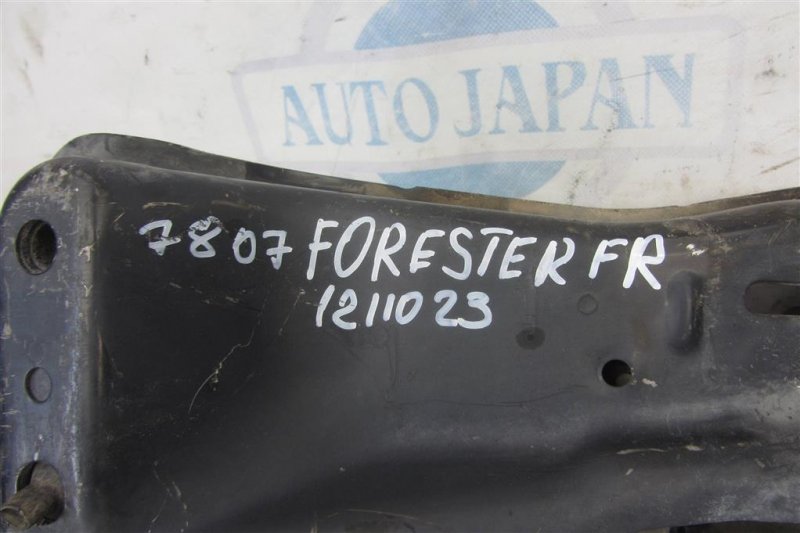 AUTO JAPAN
7807 FORESTER FR
1211023